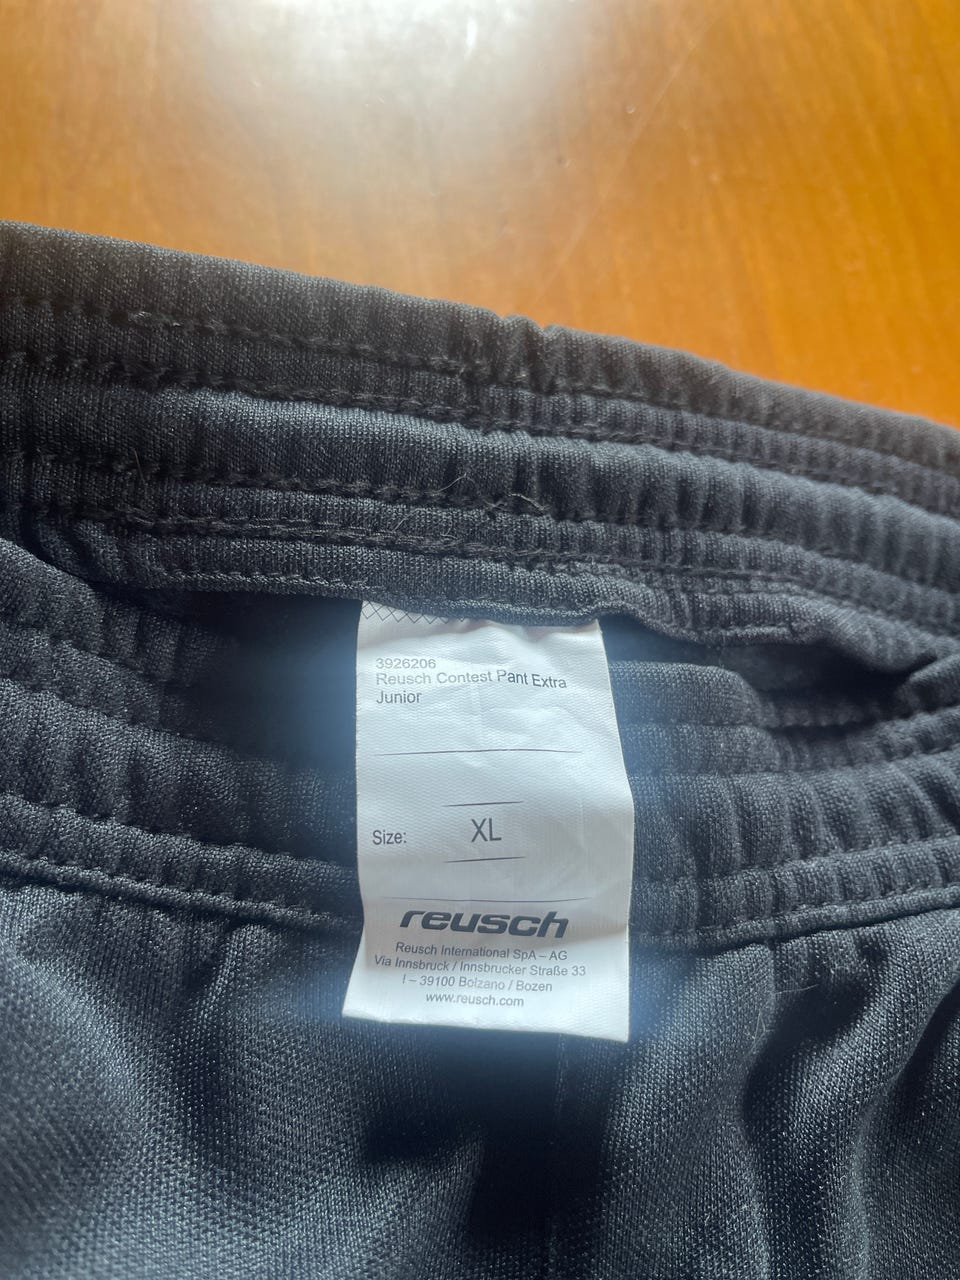 3926206
Reusch Contest Pant Extra
Junior
Size: XL
reusch
Reusch International SpA – AG
Via Innsbruck / Innsbrucker Straße 33
I – 39100 Bolzano / Bozen
www.reusch.com